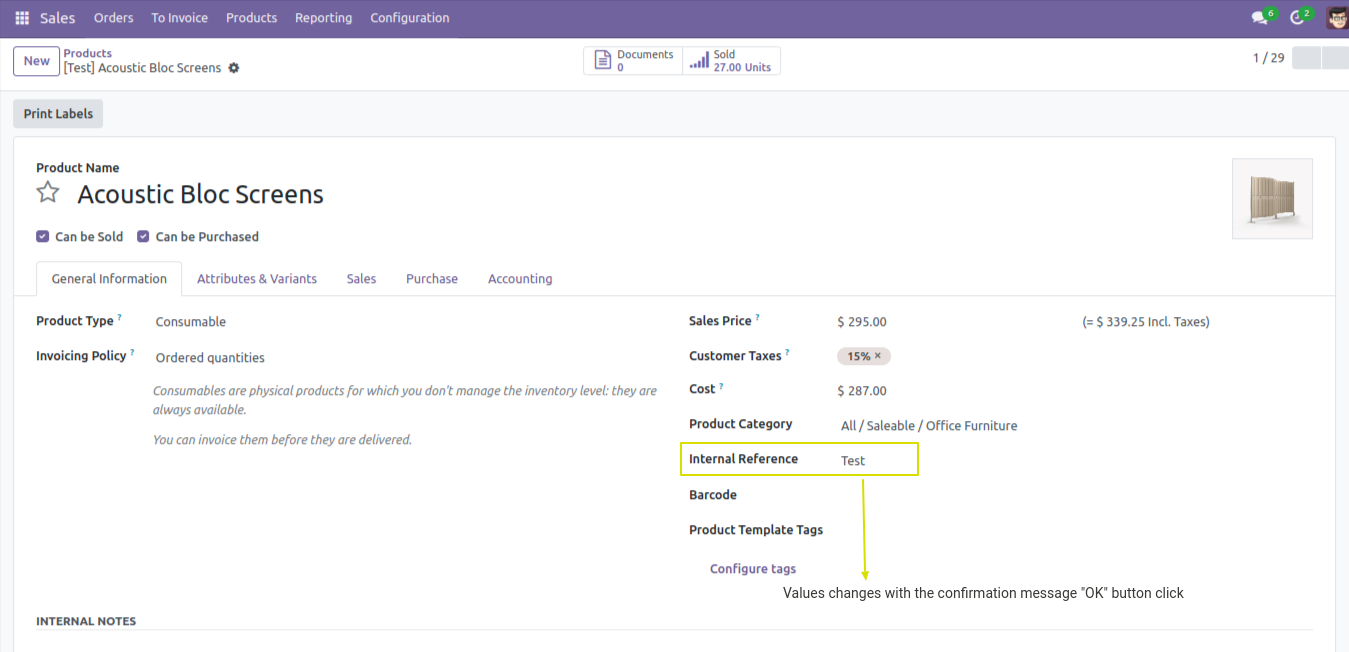 Sales Orders To Invoice Products Reporting Configuration 6 2
New Products Documents Sold 1 / 29
[Test] Acoustic Bloc Screens 0 27.00 Units
Print Labels
Product Name
Acoustic Bloc Screens
Can be Sold Can be Purchased
General Information Attributes & Variants Sales Purchase Accounting
Product Type ? Consumable
Invoicing Policy ? Ordered quantities
Consumables are physical products for which you don't manage the inventory level: they are
always available.
You can invoice them before they are delivered.
Sales Price ? $ 295.00 (= $ 339.25 Incl. Taxes)
Customer Taxes ? 15% ×
Cost ? $ 287.00
Product Category All / Saleable / Office Furniture
Internal Reference Test
Barcode
Product Template Tags
Configure tags
Values changes with the confirmation message "OK" button click
INTERNAL NOTES